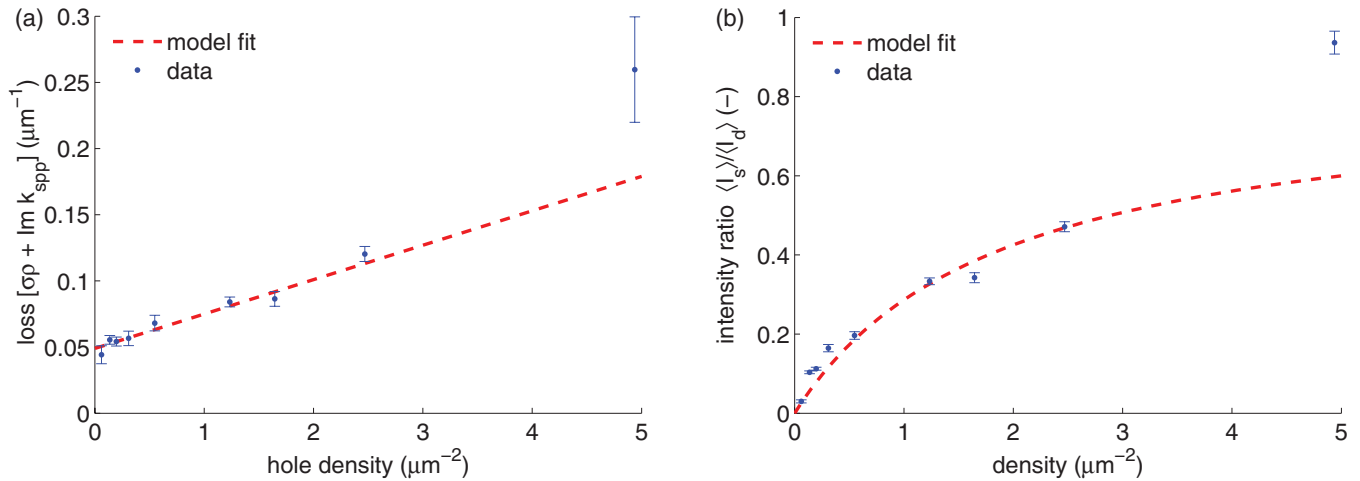 (a)
0.3
0.25
0.2
0.15
0.1
0.05
0
loss [σρ + Im k_spp] (μm⁻¹)
model fit
data
0 1 2 3 4 5
hole density (μm⁻²)
(b)
1
0.8
0.6
0.4
0.2
0
intensity ratio ⟨I_s⟩/⟨I_d⟩ (−)
model fit
data
0 1 2 3 4 5
density (μm⁻²)